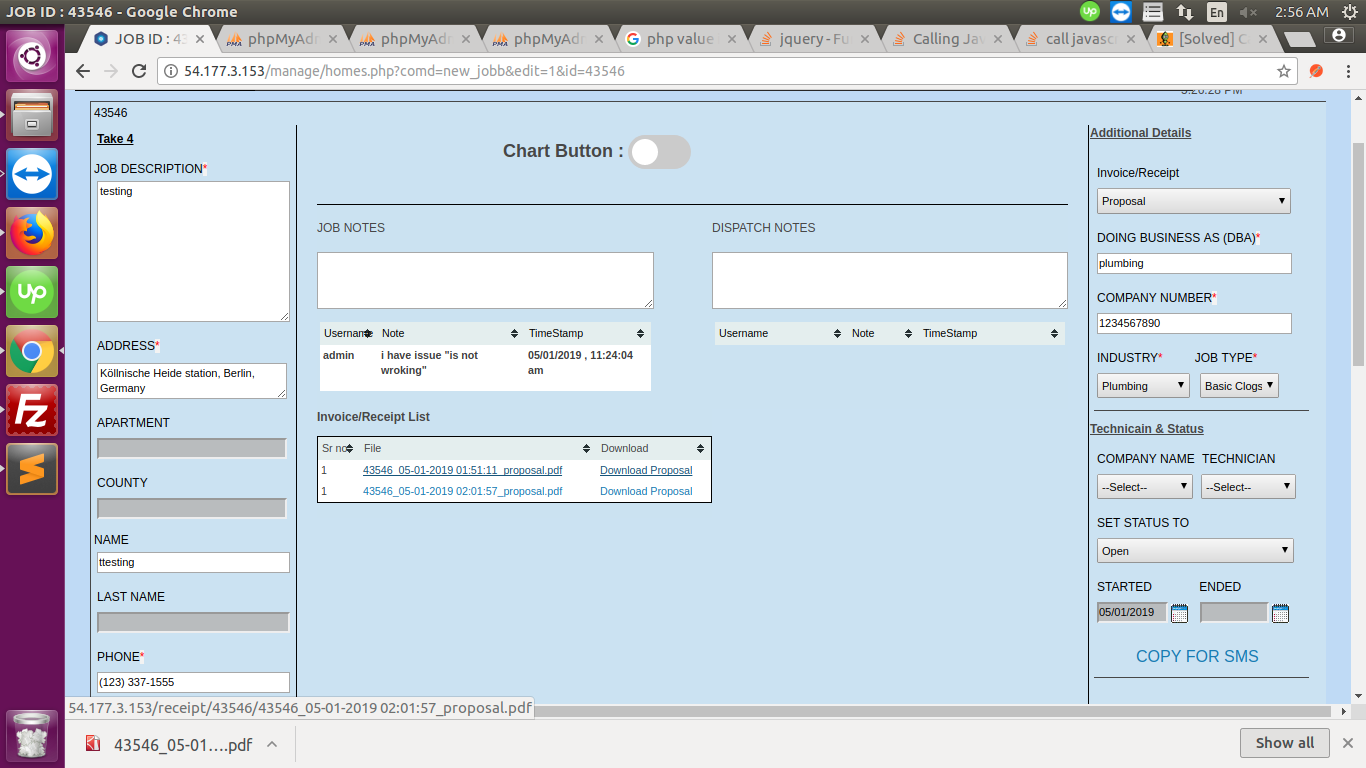 JOB ID : 43546 - Google Chrome
Up
En
2:56 AM
JOB ID : 43
phpMyAdm
phpMyAdm
phpMyAdm
php value
jquery - Fu
Calling Jav
call javasc
[Solved] C
54.177.3.153/manage/homes.php?comd=new_jobb&edit=1&id=43546
43546
Take 4
JOB DESCRIPTION*
testing
ADDRESS*
Köllnische Heide station, Berlin,
Germany
APARTMENT
COUNTY
NAME
ttesting
LAST NAME
PHONE*
(123) 337-1555
Chart Button :
JOB NOTES
DISPATCH NOTES
Username Note TimeStamp
admin i have issue "is not wroking" 05/01/2019 , 11:24:04 am
Username Note TimeStamp
Invoice/Receipt List
Sr no File Download
1 43546_05-01-2019 01:51:11_proposal.pdf Download Proposal
1 43546_05-01-2019 02:01:57_proposal.pdf Download Proposal
Additional Details
Invoice/Receipt
Proposal
DOING BUSINESS AS (DBA)*
plumbing
COMPANY NUMBER*
1234567890
INDUSTRY* JOB TYPE*
Plumbing Basic Clogs
Technicain & Status
COMPANY NAME TECHNICIAN
--Select-- --Select--
SET STATUS TO
Open
STARTED ENDED
05/01/2019
COPY FOR SMS
54.177.3.153/receipt/43546/43546_05-01-2019 02:01:57_proposal.pdf
43546_05-01....pdf
Show all
Up
Fz